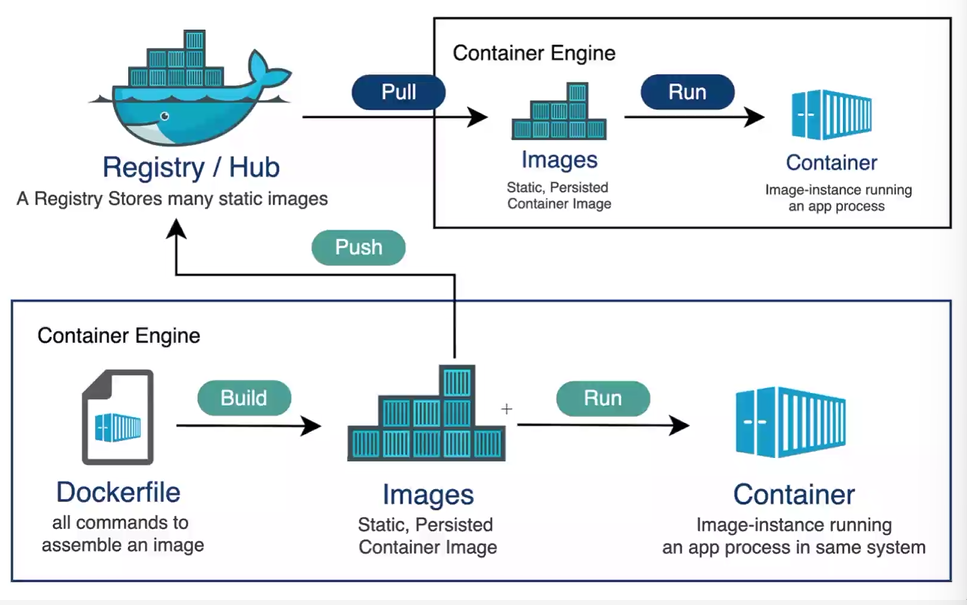 Container Engine
Pull
Run
Registry / Hub
A Registry Stores many static images
Images
Static, Persisted
Container Image
Container
Image-instance running
an app process
Push
Container Engine
Build
Run
Dockerfile
all commands to
assemble an image
Images
Static, Persisted
Container Image
Container
Image-instance running
an app process in same system